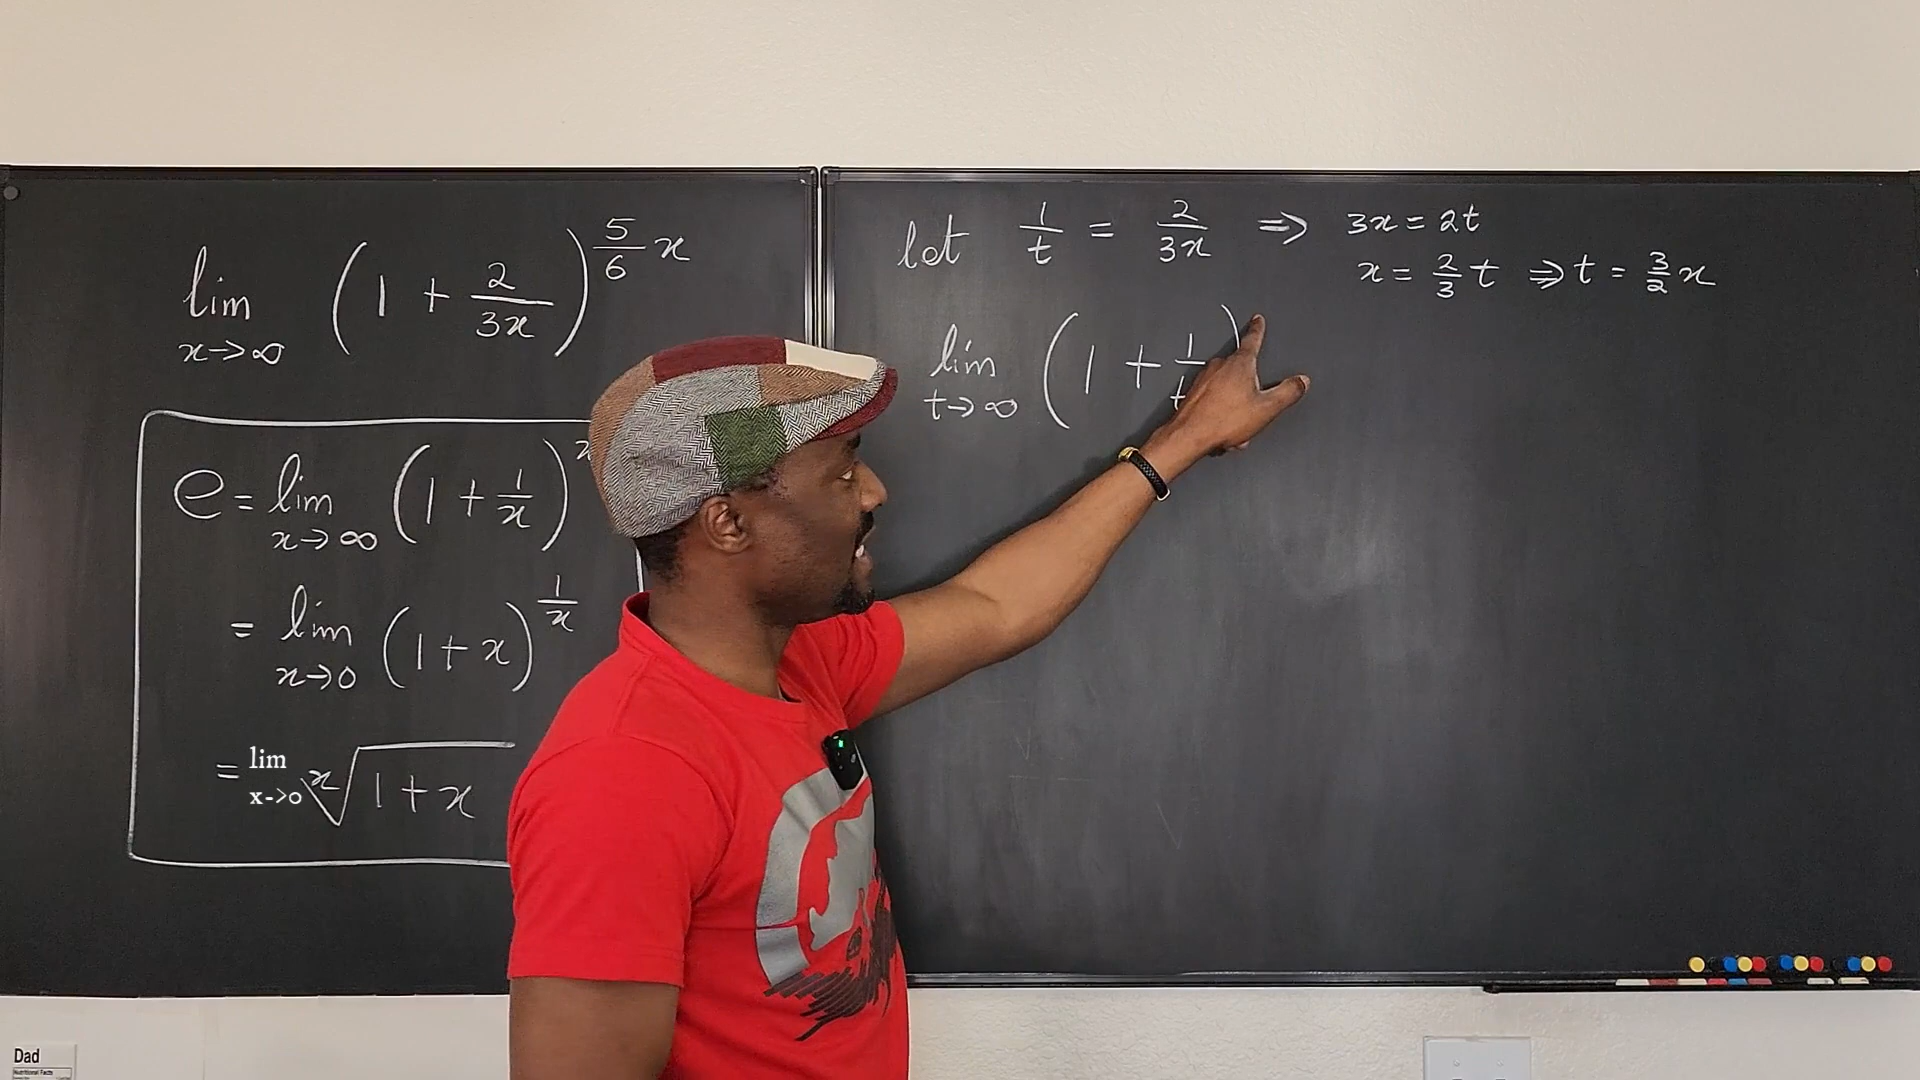 lim x→∞ (1 + 2/3x)^(5/6 x)
e = lim x→∞ (1 + 1/x)^x
= lim x→0 (1 + x)^(1/x)
= lim x->0 ˣ√(1 + x)
let 1/t = 2/3x ⇒ 3x = 2t
x = 2/3 t ⇒ t = 3/2 x
lim t→∞ (1 + 1/t)
Dad
Nutritional Facts